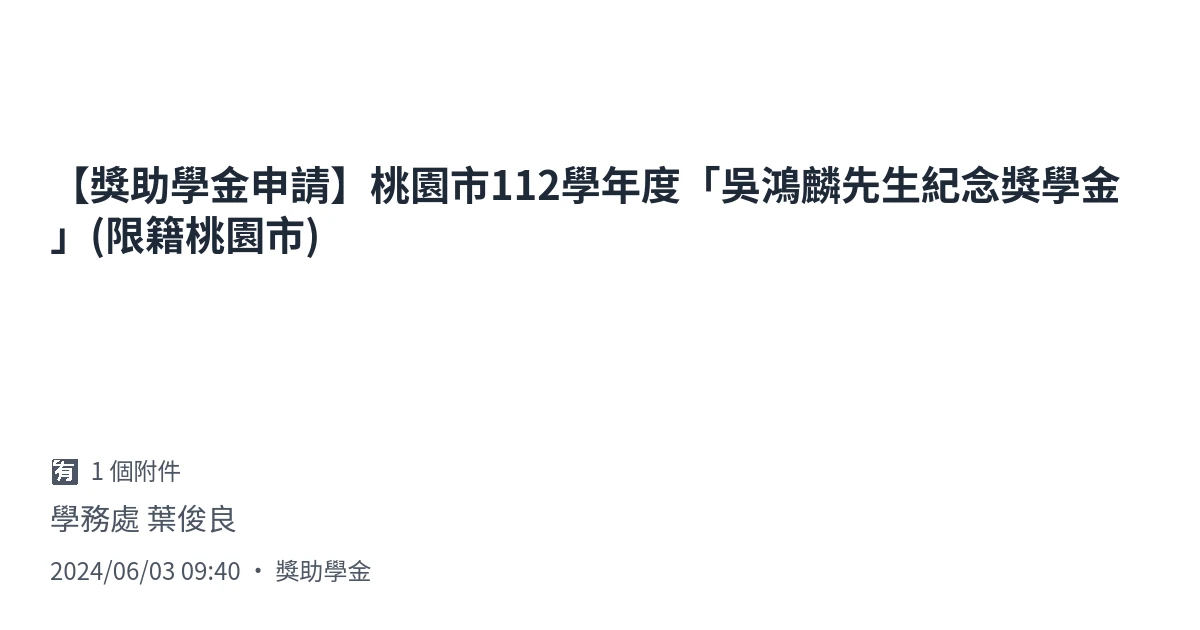 【獎助學金申請】桃園市112學年度「吳鴻麟先生紀念獎學金
」(限籍桃園市)
🈶 1 個附件
學務處 葉俊良
2024/06/03 09:40 • 獎助學金